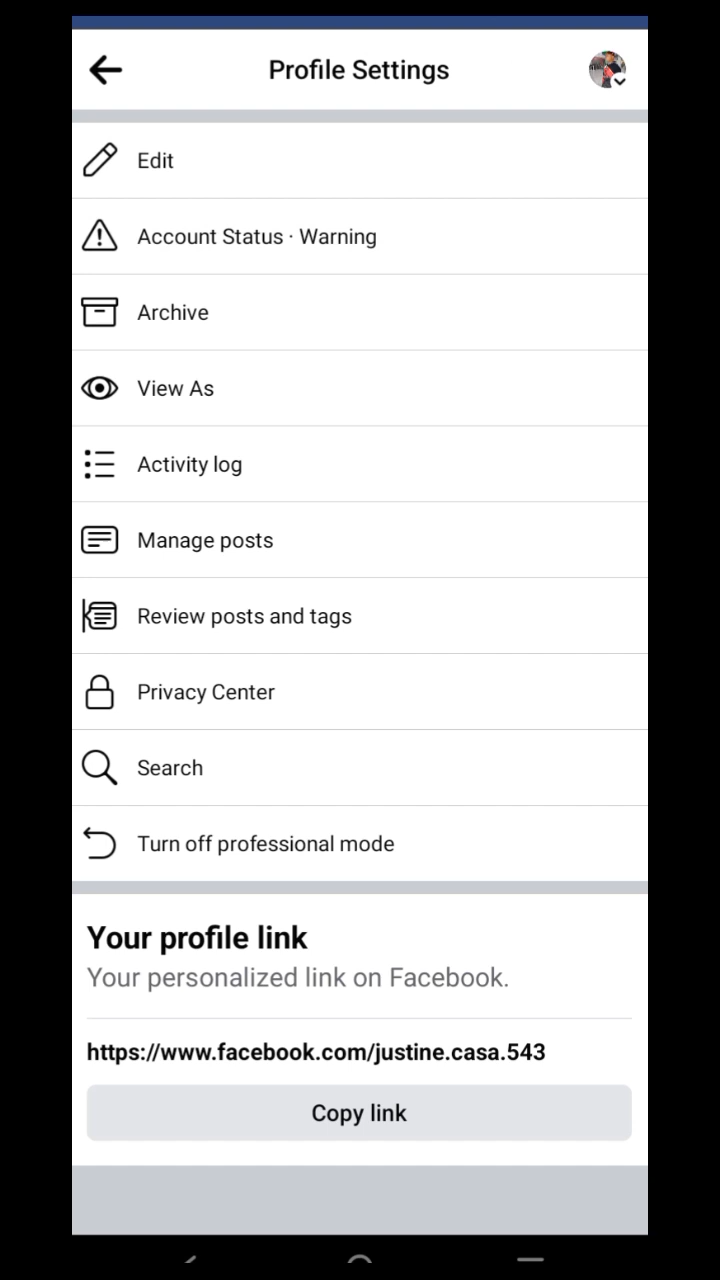 Profile Settings
Edit
Account Status · Warning
Archive
View As
Activity log
Manage posts
Review posts and tags
Privacy Center
Search
Turn off professional mode
Your profile link
Your personalized link on Facebook.
https://www.facebook.com/justine.casa.543
Copy link